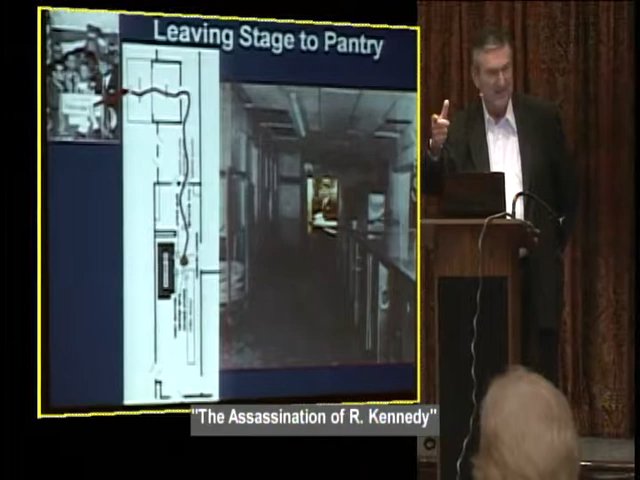 Leaving Stage to Pantry
"The Assassination of R. Kennedy"